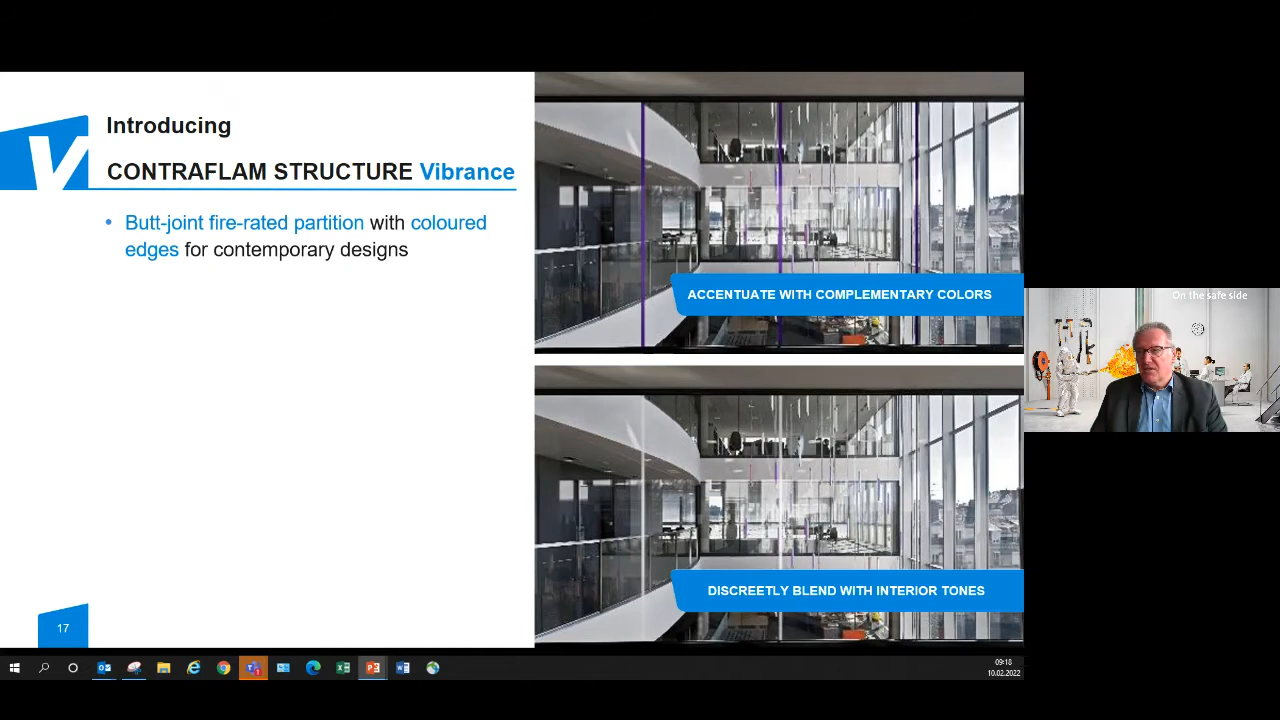 Introducing
CONTRAFLAM STRUCTURE Vibrance
• Butt-joint fire-rated partition with coloured
edges for contemporary designs
ACCENTUATE WITH COMPLEMENTARY COLORS
DISCREETLY BLEND WITH INTERIOR TONES
17
On the safe side
09:18
10.02.2022